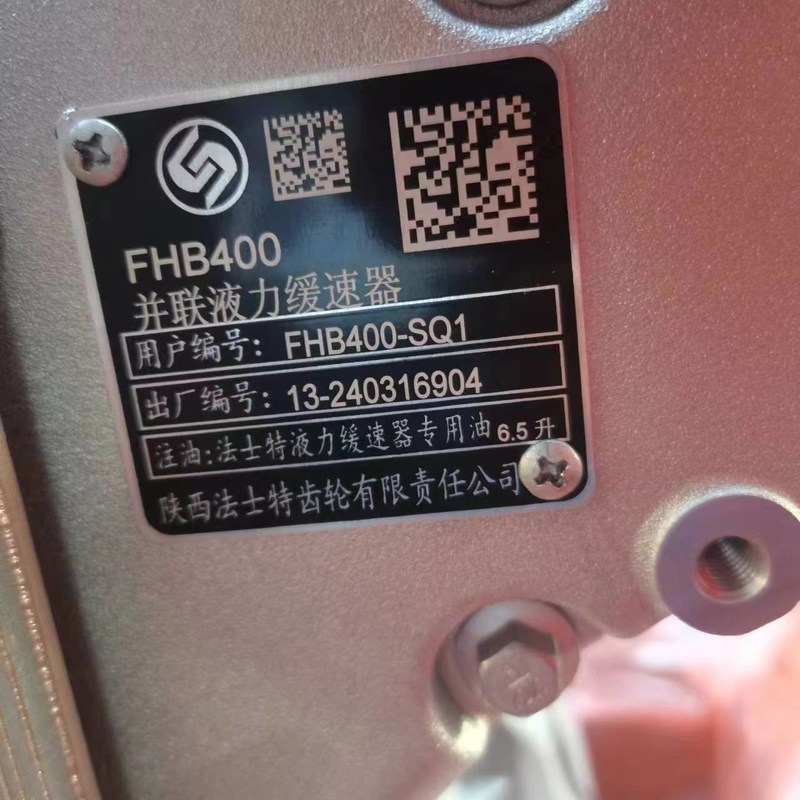 FHB400
并联液力缓速器
用户编号: FHB400-SQ1
出厂编号: 13-240316904
注油:法士特液力缓速器专用油6.5升
陕西法士特齿轮有限责任公司